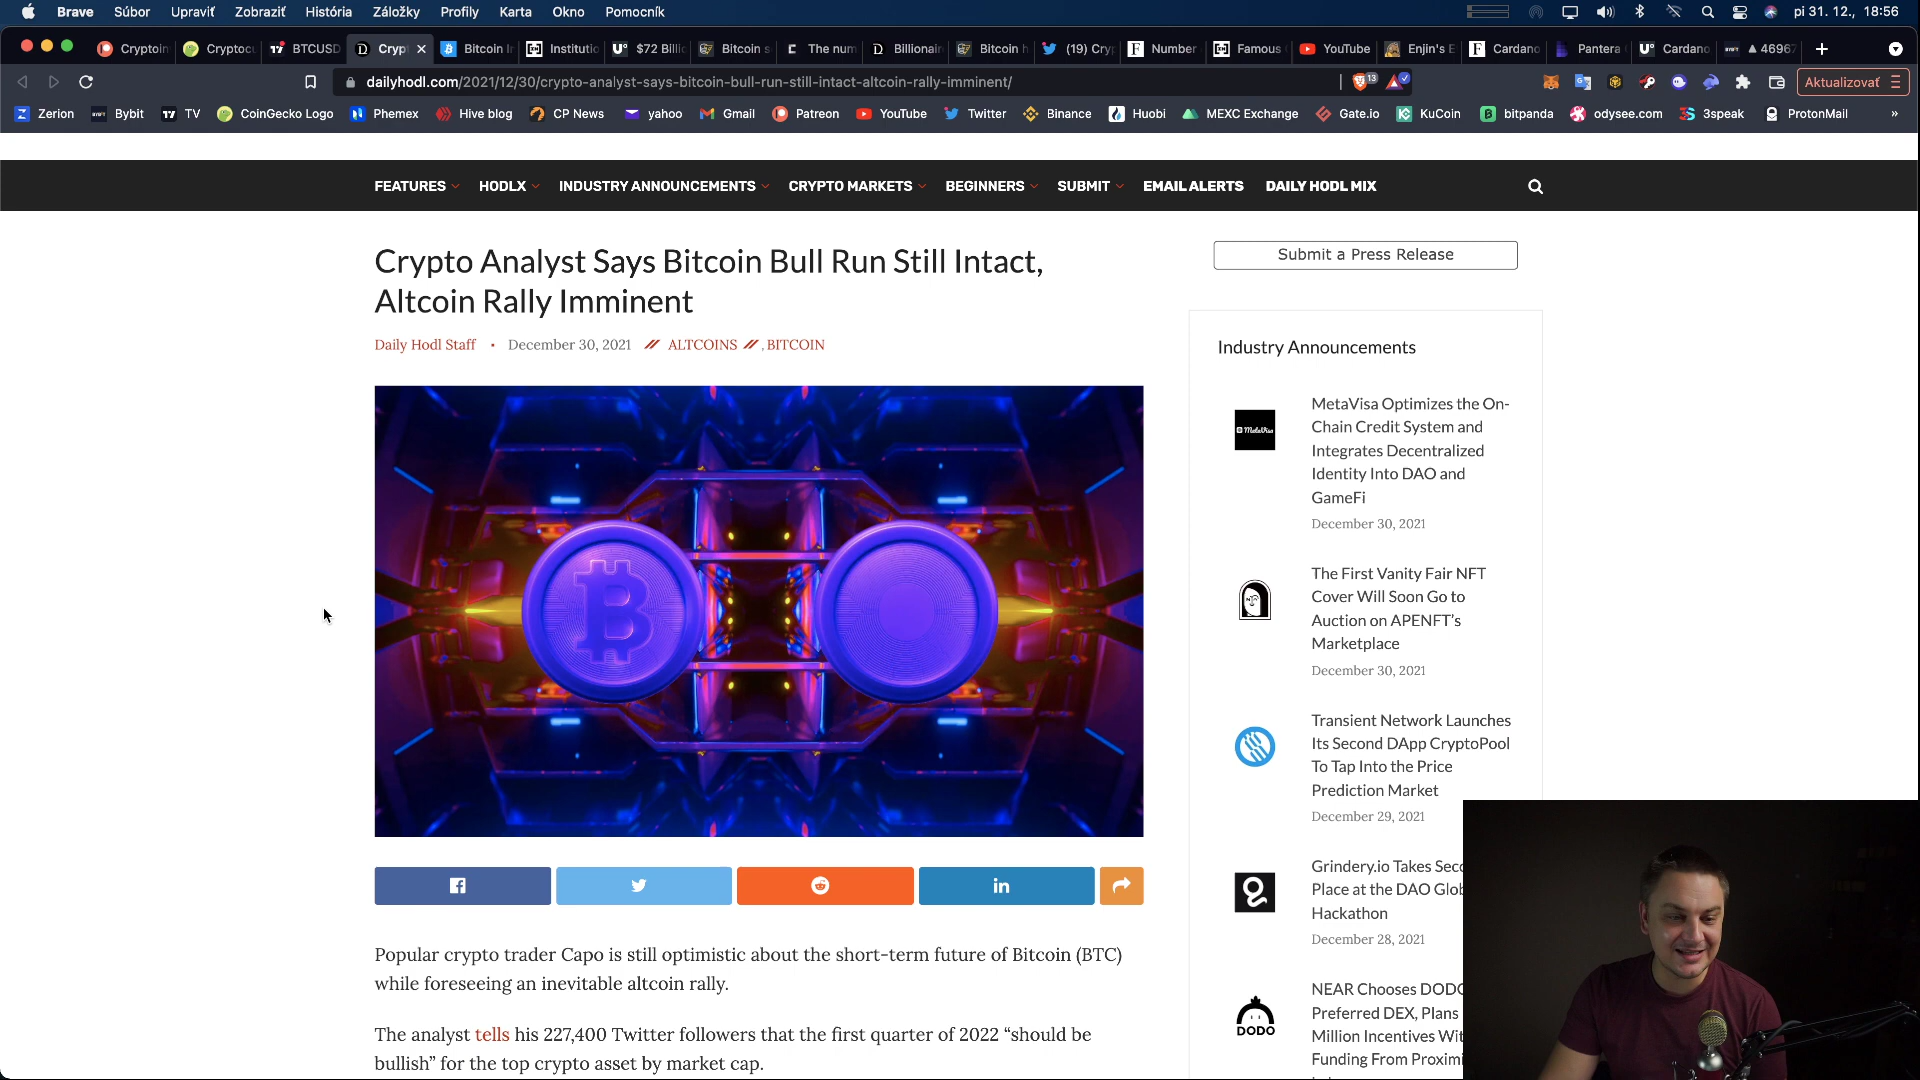 Brave Súbor Upraviť Zobraziť História Záložky Profily Karta Okno Pomocník pi 31. 12., 18:56
Cryptoin Cryptocu BTCUSD Crypt Bitcoin In Institutio $72 Billio Bitcoin s The num Billionair Bitcoin h (19) Cry Number Famous YouTube Enjin's E Cardano Pantera Cardano 4696
dailyhodl.com/2021/12/30/crypto-analyst-says-bitcoin-bull-run-still-intact-altcoin-rally-imminent/ 13 Aktualizovať
Zerion Bybit TV CoinGecko Logo Phemex Hive blog CP News yahoo Gmail Patreon YouTube Twitter Binance Huobi MEXC Exchange Gate.io KuCoin bitpanda odysee.com 3speak ProtonMail »
FEATURES HODLX INDUSTRY ANNOUNCEMENTS CRYPTO MARKETS BEGINNERS SUBMIT EMAIL ALERTS DAILY HODL MIX
Crypto Analyst Says Bitcoin Bull Run Still Intact,
Altcoin Rally Imminent
Daily Hodl Staff • December 30, 2021 // ALTCOINS // , BITCOIN
Popular crypto trader Capo is still optimistic about the short-term future of Bitcoin (BTC)
while foreseeing an inevitable altcoin rally.
The analyst tells his 227,400 Twitter followers that the first quarter of 2022 “should be
bullish” for the top crypto asset by market cap.
Submit a Press Release
Industry Announcements
MetaVisa
MetaVisa Optimizes the On-
Chain Credit System and
Integrates Decentralized
Identity Into DAO and
GameFi
December 30, 2021
The First Vanity Fair NFT
Cover Will Soon Go to
Auction on APENFT’s
Marketplace
December 30, 2021
Transient Network Launches
Its Second DApp CryptoPool
To Tap Into the Price
Prediction Market
December 29, 2021
Grindery.io Takes Seco
Place at the DAO Glob
Hackathon
December 28, 2021
DODO
NEAR Chooses DODO
Preferred DEX, Plans
Million Incentives Wit
Funding From Proximi